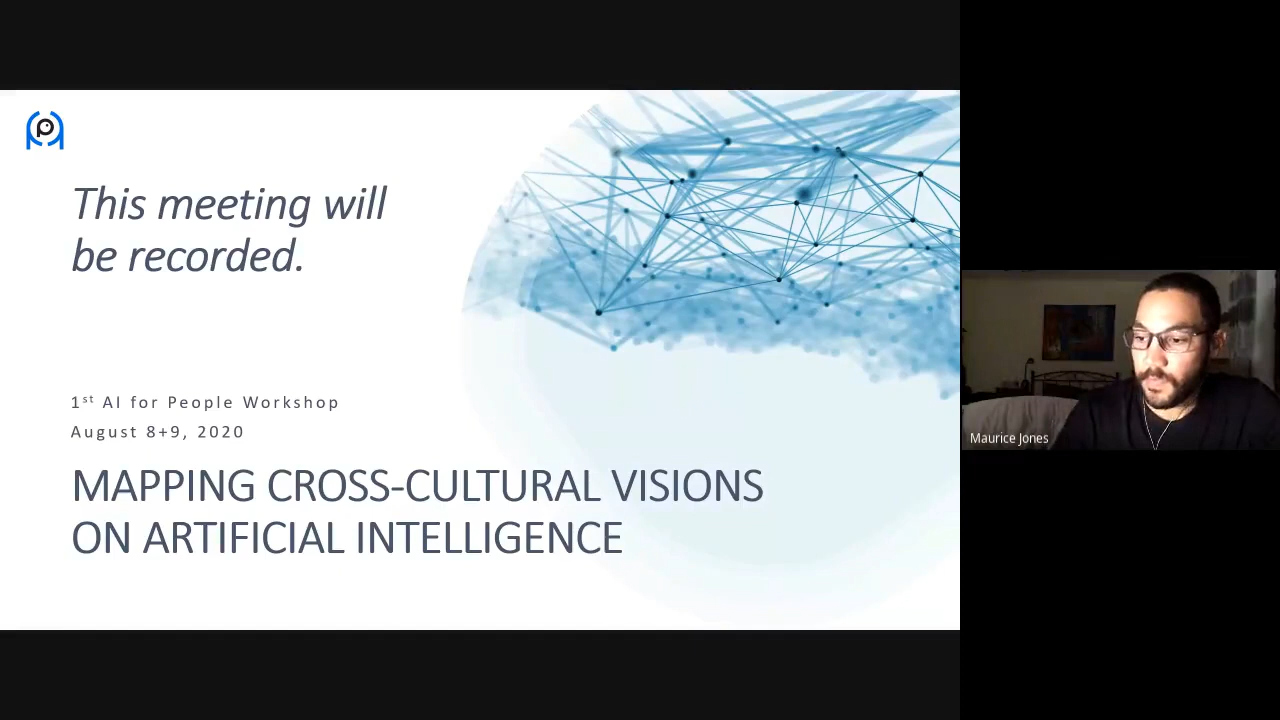 This meeting will
be recorded.
1st AI for People Workshop
August 8+9, 2020
MAPPING CROSS-CULTURAL VISIONS
ON ARTIFICIAL INTELLIGENCE
Maurice Jones